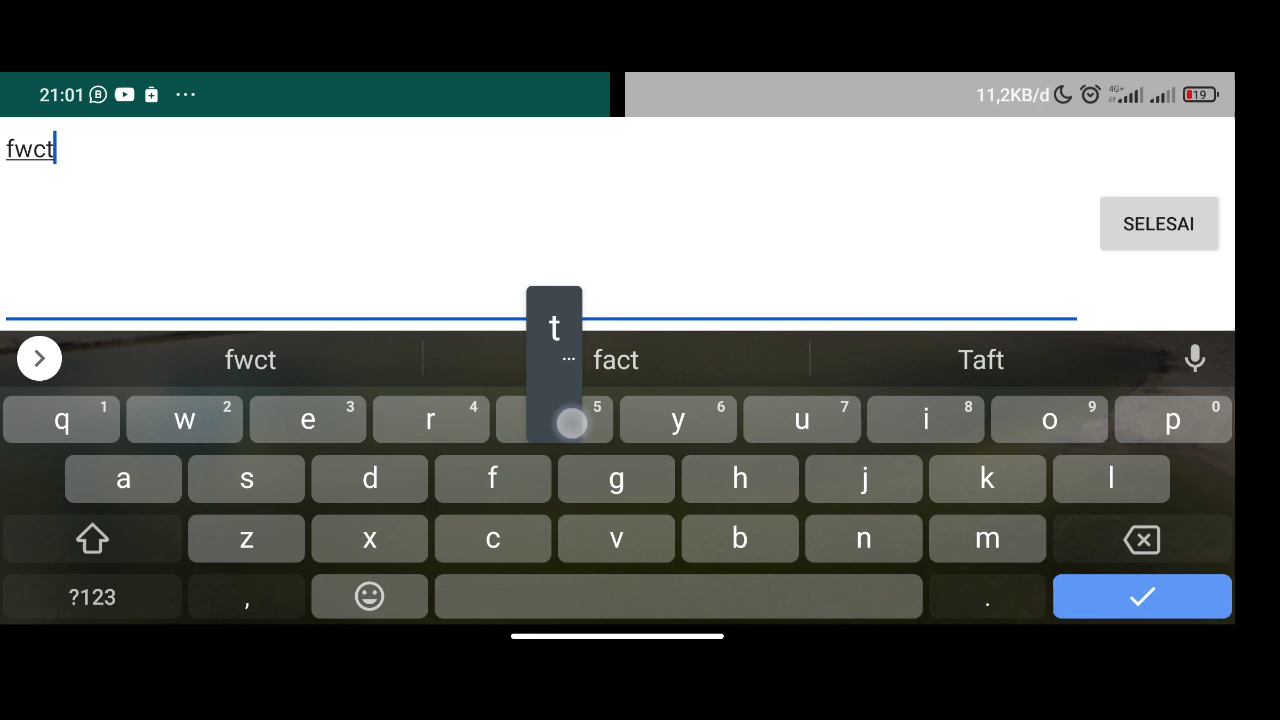 21:01 ... 11,2KB/d 4G+ 19
fwct
SELESAI
t
...
fwct fact Taft
q 1 w 2 e 3 r 4 5 y 6 u 7 i 8 o 9 p 0
a s d f g h j k l
z x c v b n m
?123 , .